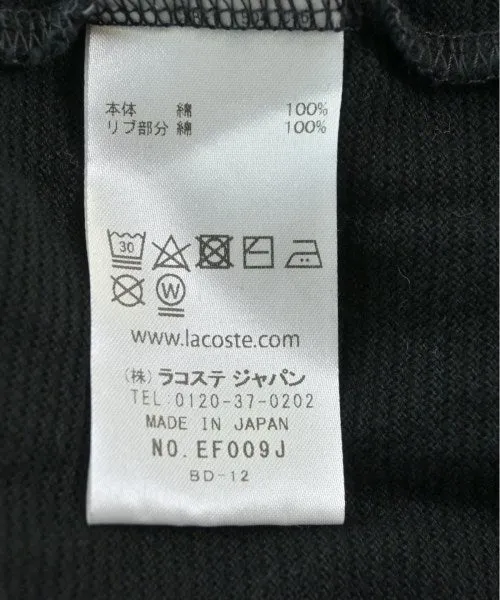 本体 綿 100%
リブ部分 綿 100%
30
W
www.lacoste.com
(株) ラコステ ジャパン
TEL:0120-37-0202
MADE IN JAPAN
NO. EF009J
BD-12